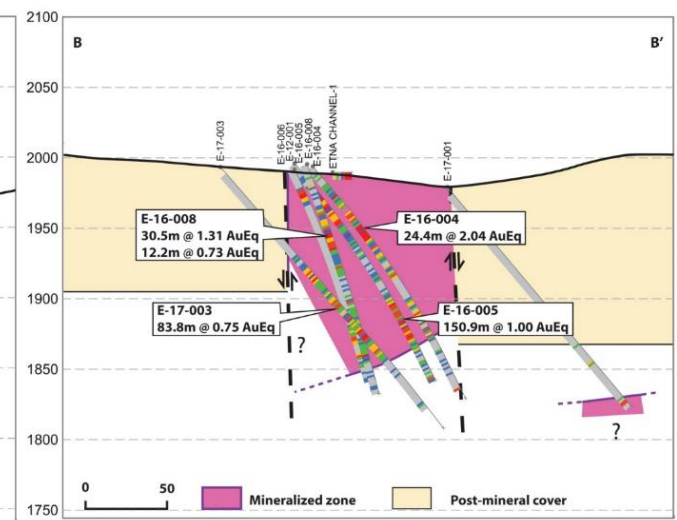 2100
B
B′
2050
E-17-003
E-16-006
E-12-001
E-16-005
E-16-008
E-16-004
ETNA CHANNEL-1
E-17-001
2000
1950
E-16-008
30.5m @ 1.31 AuEq
12.2m @ 0.73 AuEq
E-16-004
24.4m @ 2.04 AuEq
1900
E-17-003
83.8m @ 0.75 AuEq
E-16-005
150.9m @ 1.00 AuEq
?
1850
?
1800
0 50
Mineralized zone
Post-mineral cover
1750